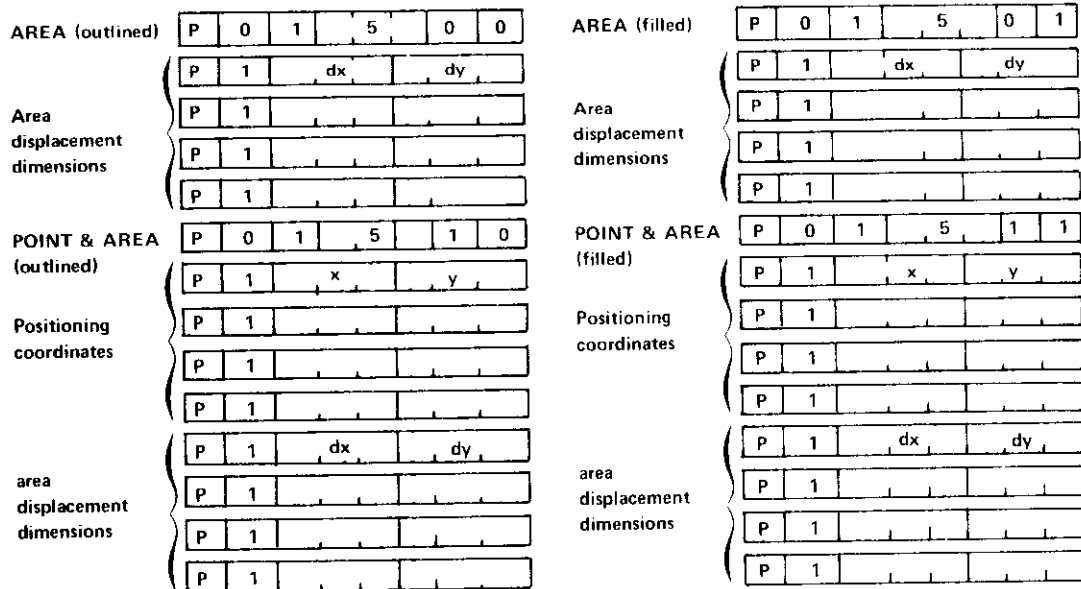 AREA (outlined) P 0 1 5 0 0
P 1 dx dy
Area
displacement
dimensions
P 1
P 1
P 1
POINT & AREA
(outlined)
P 0 1 5 1 0
P 1 x y
Positioning
coordinates
P 1
P 1
P 1
P 1 dx dy
area
displacement
dimensions
P 1
P 1
P 1
AREA (filled) P 0 1 5 0 1
P 1 dx dy
Area
displacement
dimensions
P 1
P 1
P 1
POINT & AREA
(filled)
P 0 1 5 1 1
P 1 x y
Positioning
coordinates
P 1
P 1
P 1
P 1 dx dy
area
displacement
dimensions
P 1
P 1
P 1